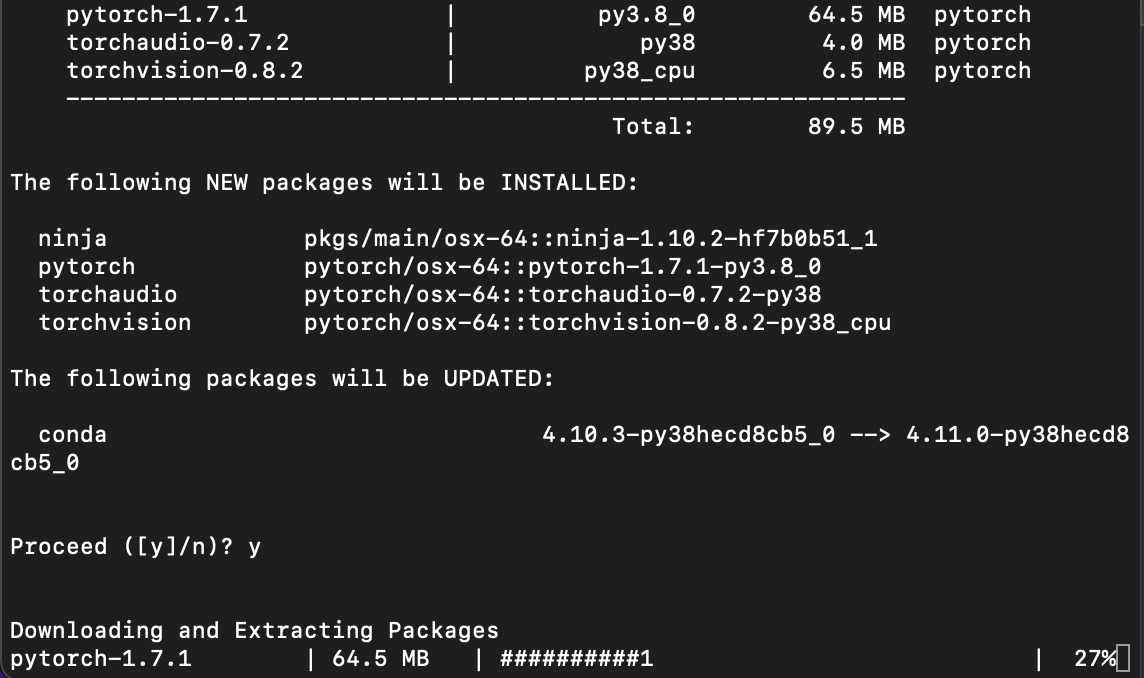 pytorch-1.7.1 | py3.8_0 64.5 MB pytorch
torchaudio-0.7.2 | py38 4.0 MB pytorch
torchvision-0.8.2 | py38_cpu 6.5 MB pytorch
------------------------------------------------------------
Total: 89.5 MB
The following NEW packages will be INSTALLED:
ninja pkgs/main/osx-64::ninja-1.10.2-hf7b0b51_1
pytorch pytorch/osx-64::pytorch-1.7.1-py3.8_0
torchaudio pytorch/osx-64::torchaudio-0.7.2-py38
torchvision pytorch/osx-64::torchvision-0.8.2-py38_cpu
The following packages will be UPDATED:
conda 4.10.3-py38hecd8cb5_0 --> 4.11.0-py38hecd8
cb5_0
Proceed ([y]/n)? y
Downloading and Extracting Packages
pytorch-1.7.1 | 64.5 MB | ##########1 | 27%